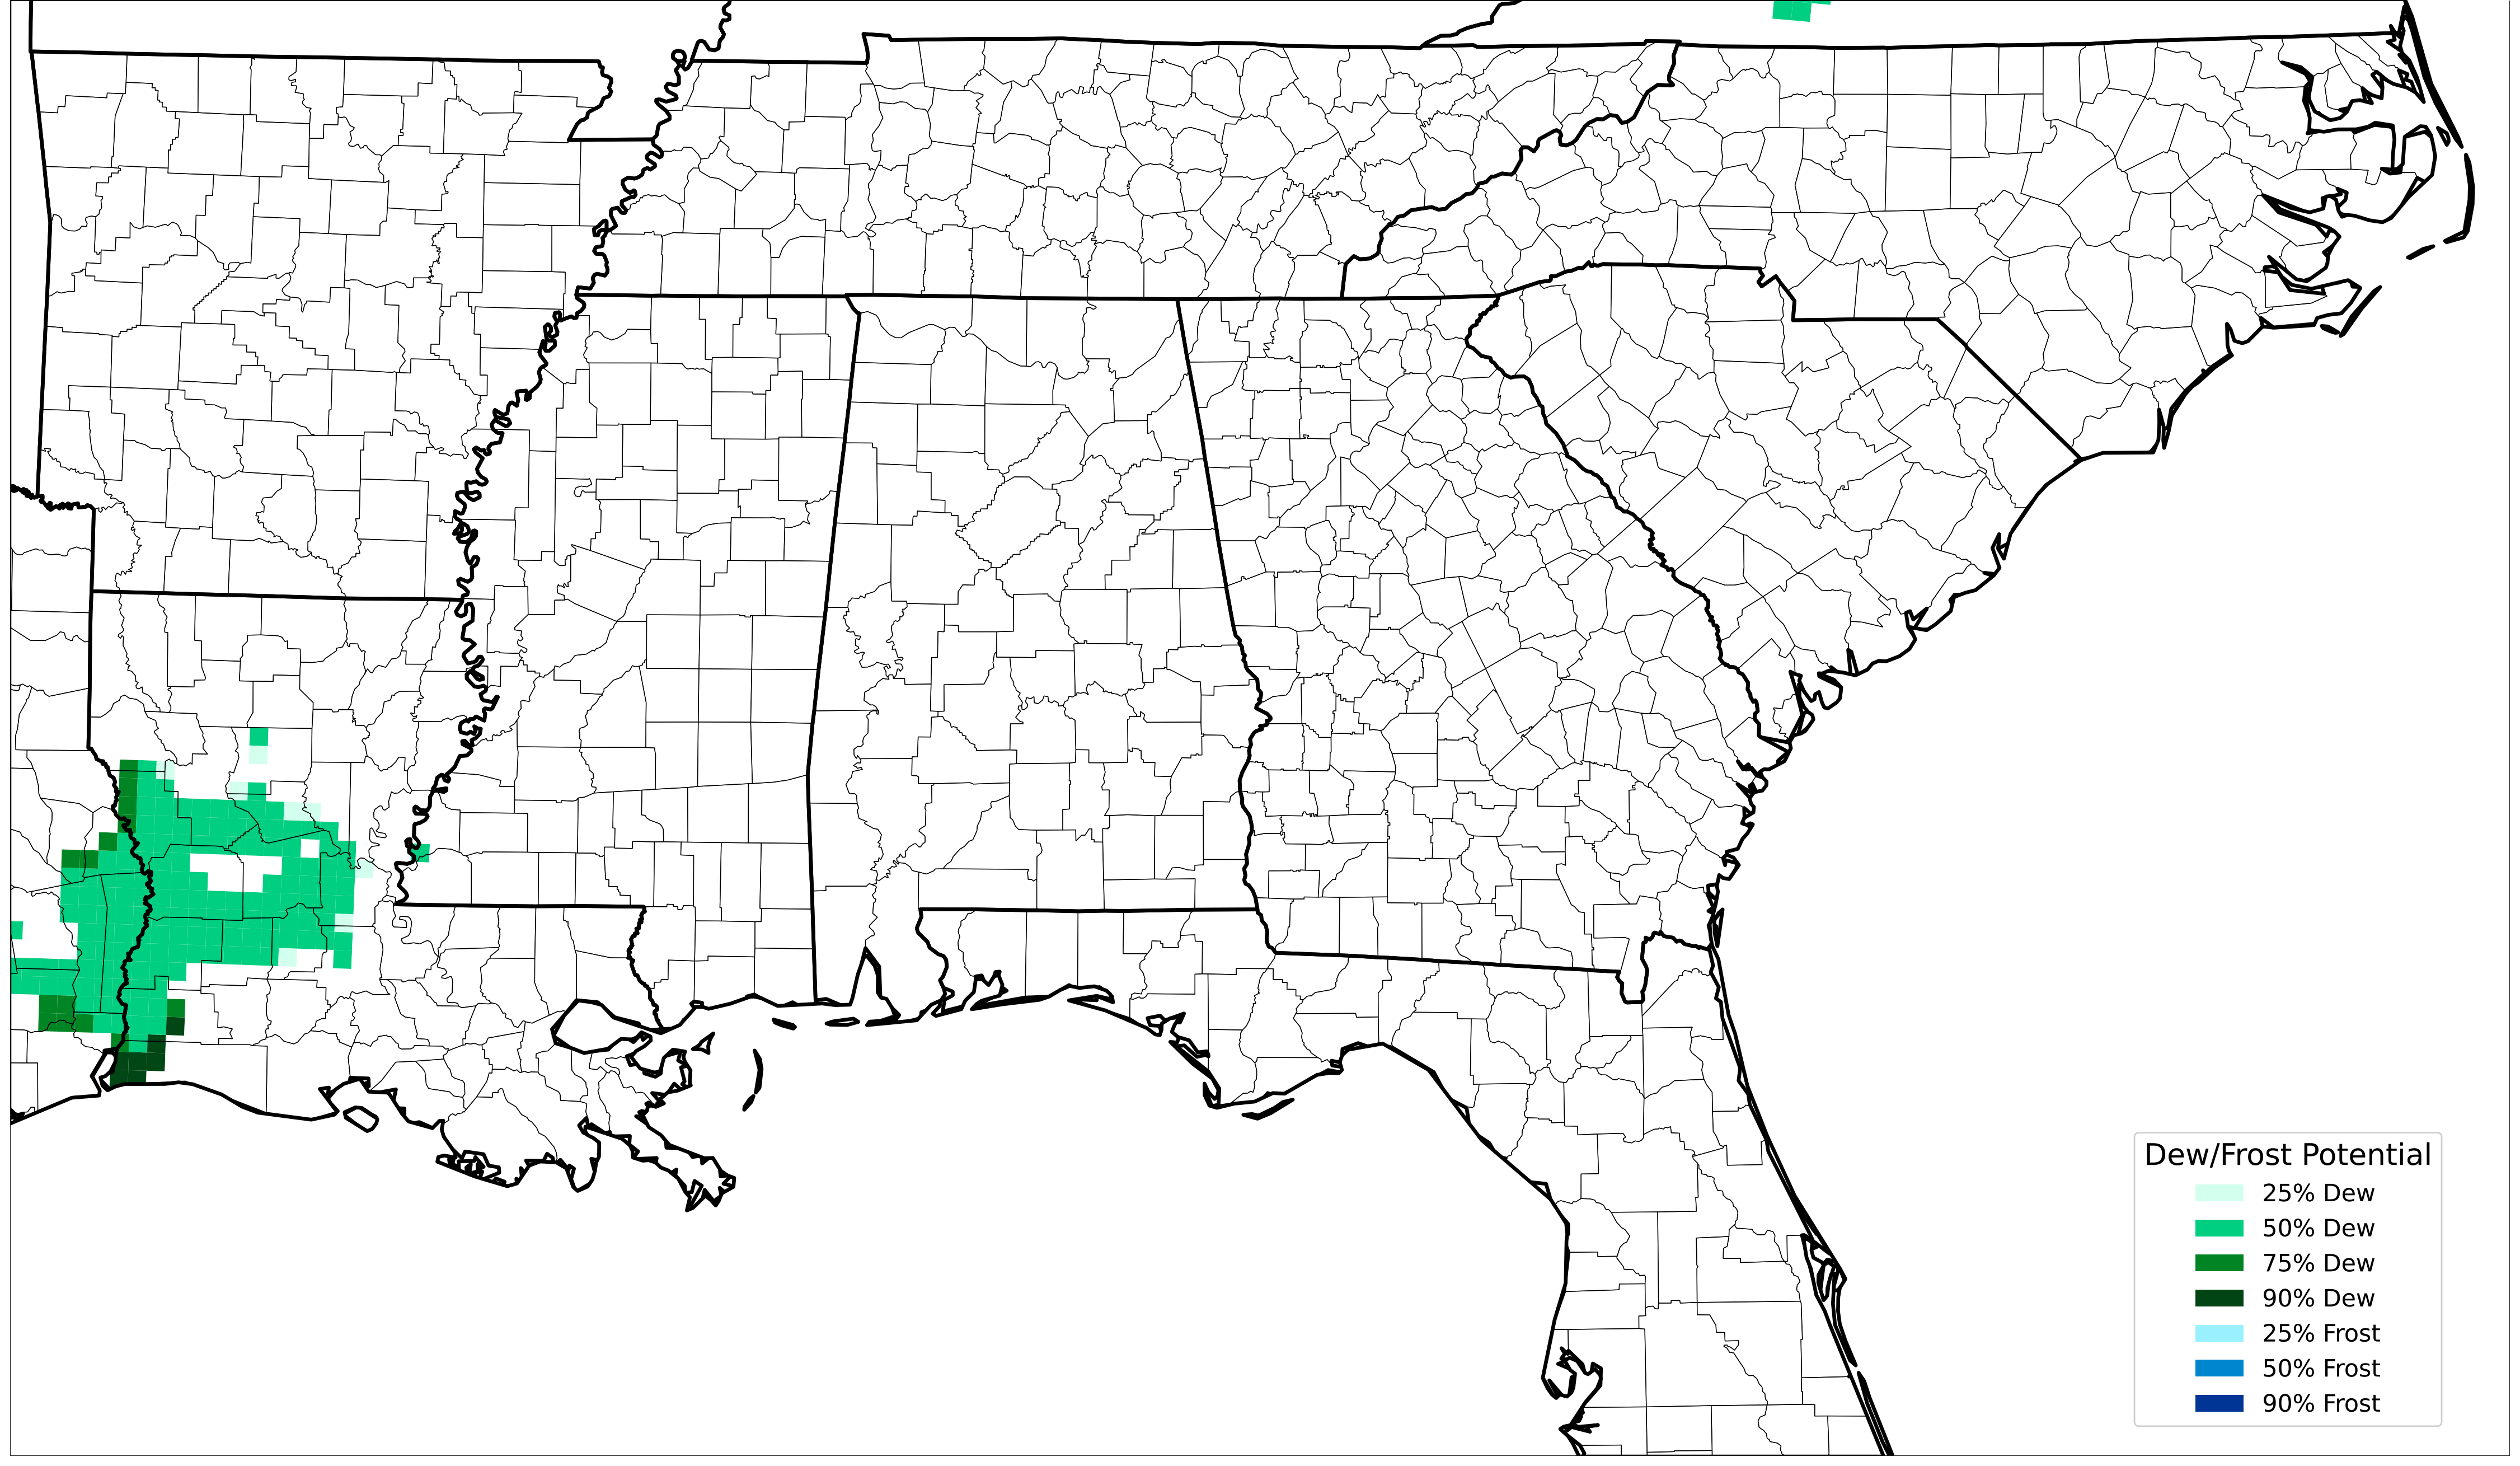 Dew/Frost Potential
25% Dew
50% Dew
75% Dew
90% Dew
25% Frost
50% Frost
90% Frost